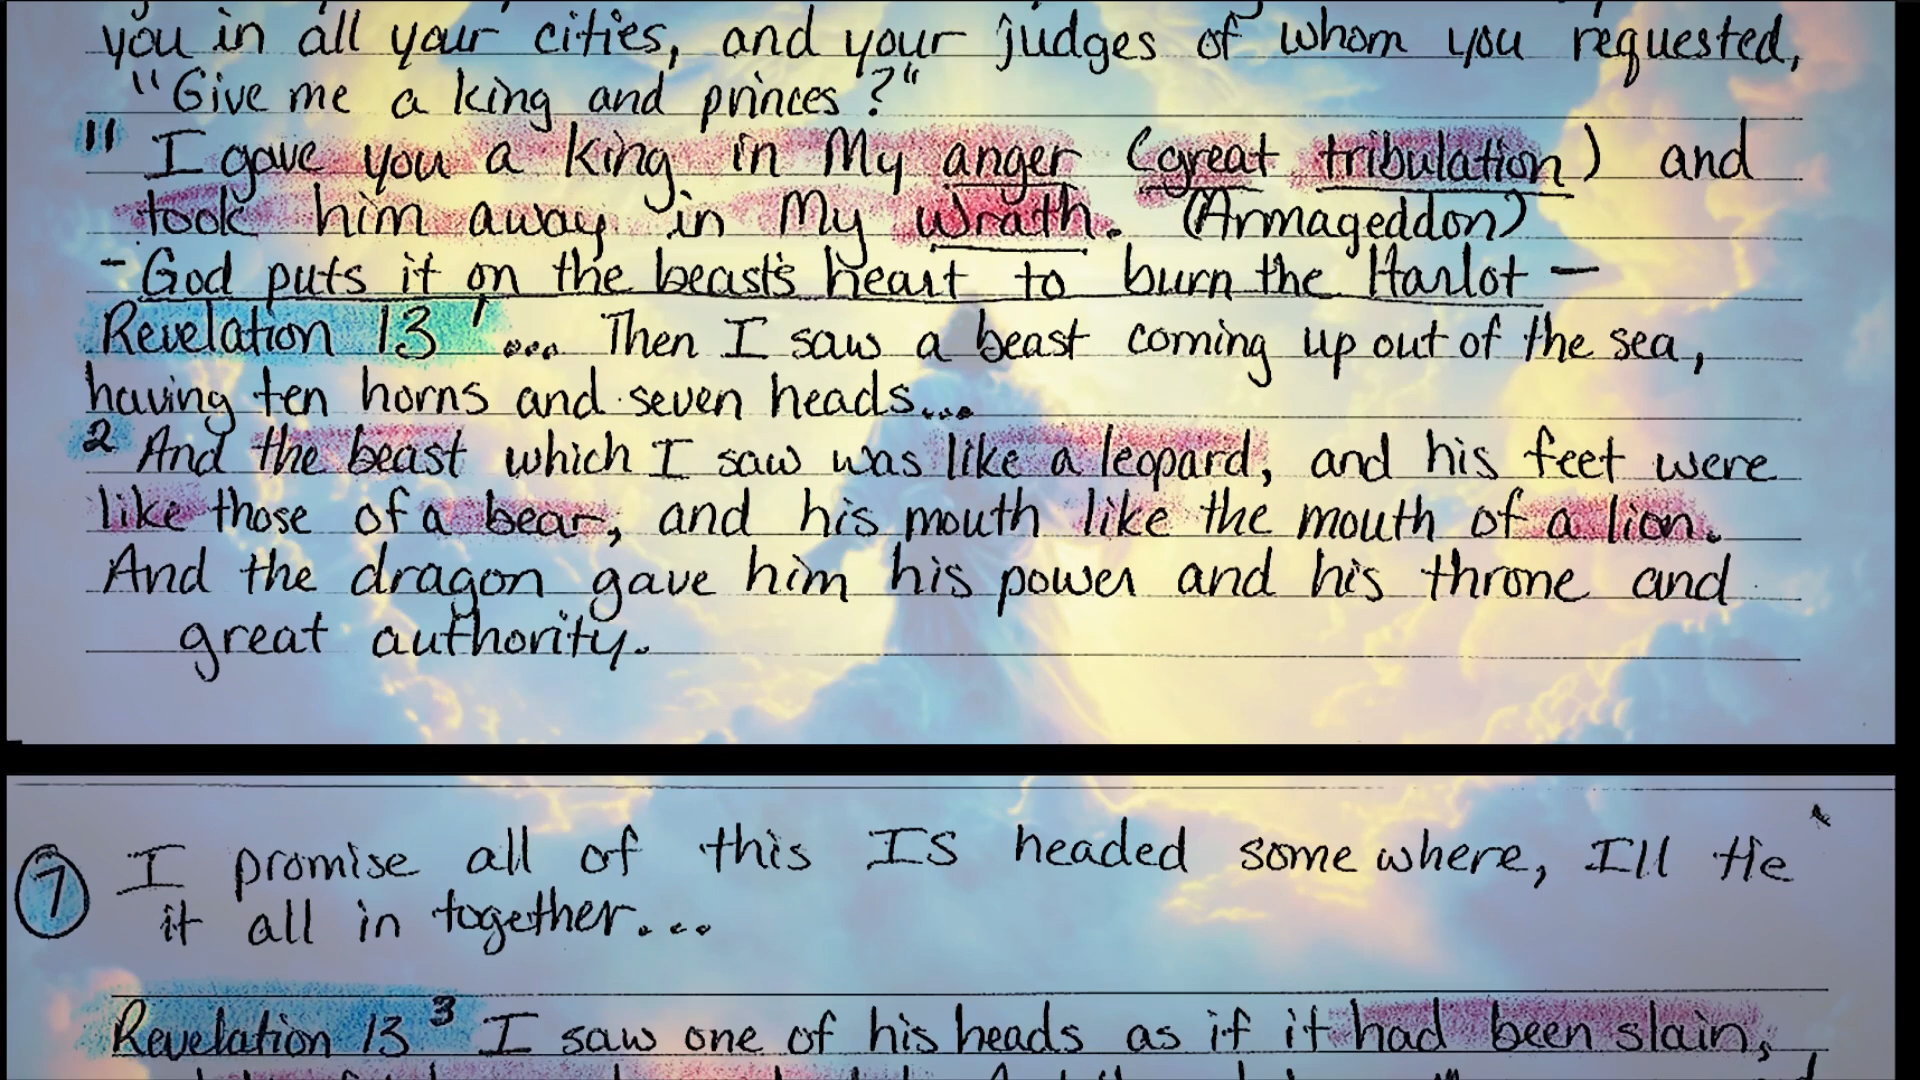 you in all your cities, and your judges of whom you requested,
"Give me a king and princes?"
11 I gave you a king in My anger (great tribulation) and
took him away in My wrath. (Armageddon)
- God puts it on the beast's heart to burn the Harlot -
Revelation 13 1 ... Then I saw a beast coming up out of the sea,
having ten horns and seven heads...
2 And the beast which I saw was like a leopard, and his feet were
like those of a bear, and his mouth like the mouth of a lion.
And the dragon gave him his power and his throne and
great authority.
7 I promise all of this IS headed somewhere, I'll tie
it all in together...
Revelation 13 3 I saw one of his heads as if it had been slain,